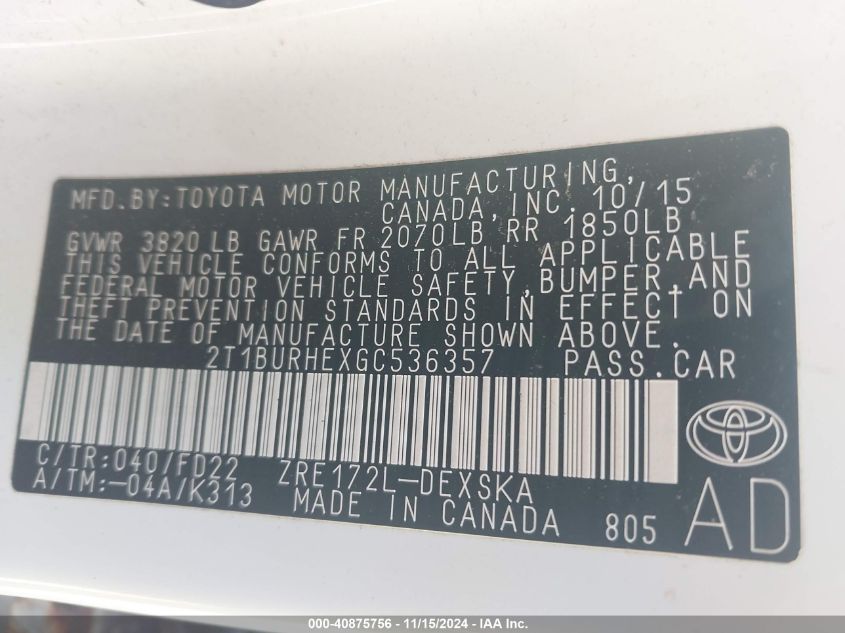 MFD.BY:TOYOTA MOTOR MANUFACTURING,
CANADA, INC. 10/15
GVWR 3820 LB GAWR FR 2070LB RR 1850LB
THIS VEHICLE CONFORMS TO ALL APPLICABLE
FEDERAL MOTOR VEHICLE SAFETY, BUMPER,AND
THEFT PREVENTION STANDARDS IN EFFECT ON
THE DATE OF MANUFACTURE SHOWN ABOVE.
2T1BURHEXGC536357 PASS.CAR
C/TR:040/FD22 ZRE172L-DEXSKA
A/TM:-04A/K313 MADE IN CANADA 805 AD
000-40875756 - 11/15/2024 - IAA Inc.